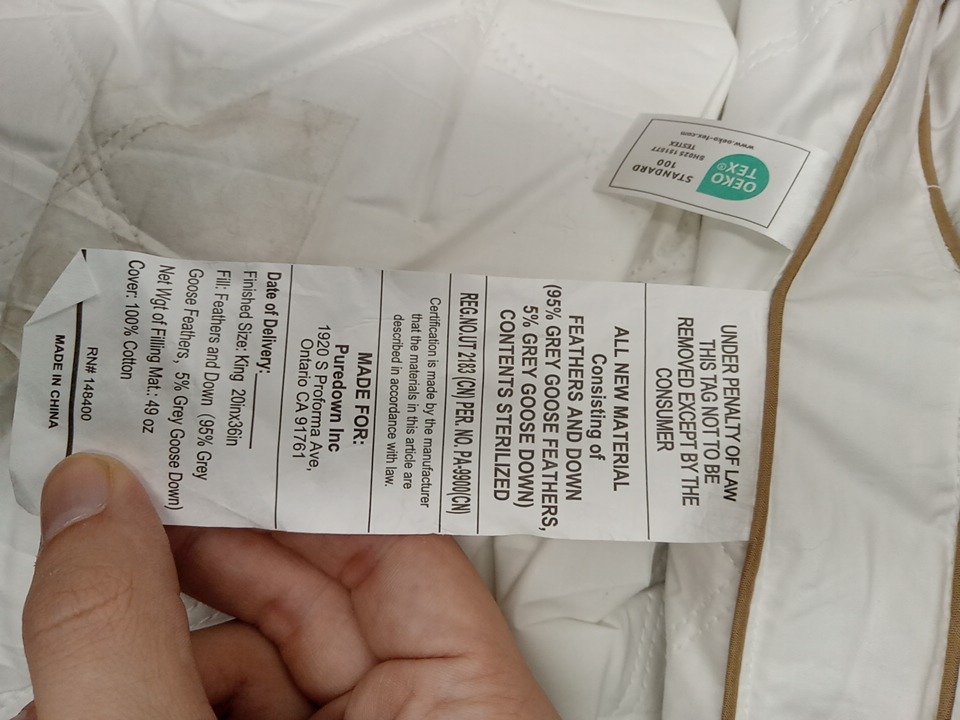 UNDER PENALTY OF LAW
THIS TAG NOT TO BE
REMOVED EXCEPT BY THE
CONSUMER
ALL NEW MATERIAL
Consisting of
FEATHERS AND DOWN
(95% GREY GOOSE FEATHERS,
5% GREY GOOSE DOWN)
CONTENTS STERILIZED
REG.NO.UT 2183 (CN) PER. NO. PA-9900(CN)
Certification is made by the manufacturer
that the materials in this article are
described in accordance with law.
MADE FOR:
Puredown Inc
1920 S Proforma Ave,
Ontario CA 91761
Date of Delivery:
Finished Size: King 20inx36in
Fill: Feathers and Down (95% Grey
Goose Feathers, 5% Grey Goose Down)
Net Wgt of Filling Mat.: 49 oz
Cover: 100% Cotton
RN# 148400
MADE IN CHINA
OEKO
TEX®
STANDARD
100
SH025 151577
TESTEX
www.oeko-tex.com